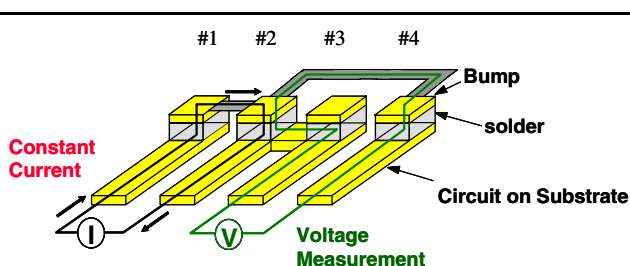 #1 #2 #3 #4
Bump
solder
Constant
Current
Circuit on Substrate
I
V
Voltage
Measurement